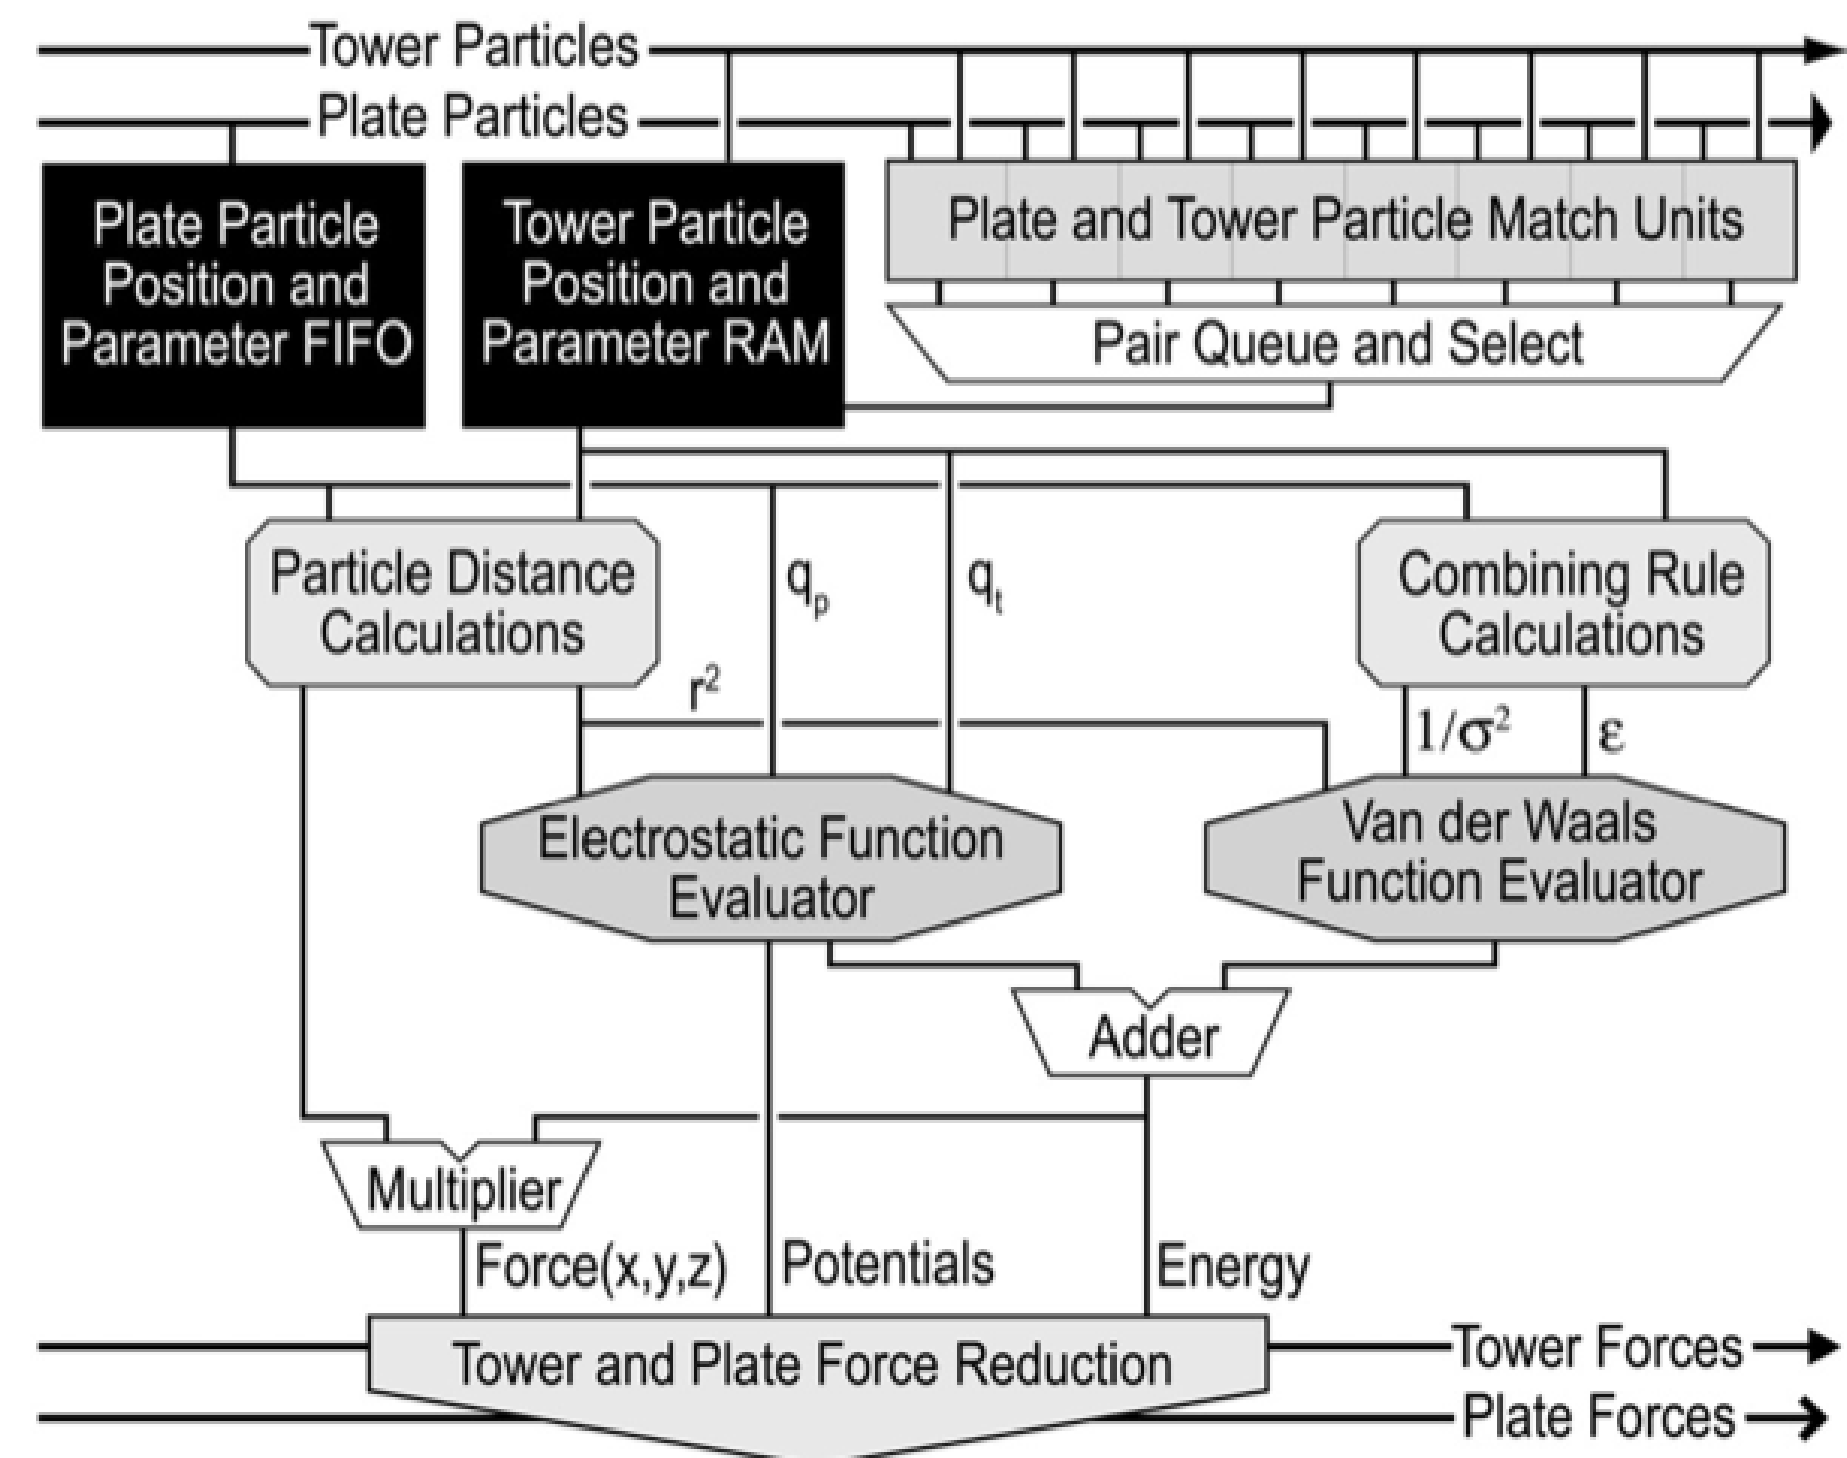 Tower Particles
Plate Particles
Plate Particle
Position and
Parameter FIFO
Tower Particle
Position and
Parameter RAM
Plate and Tower Particle Match Units
Pair Queue and Select
Particle Distance
Calculations
qₚ
qₜ
Combining Rule
Calculations
r²
1/σ²
ε
Electrostatic Function
Evaluator
Van der Waals
Function Evaluator
Adder
Multiplier
Force(x,y,z)
Potentials
Energy
Tower and Plate Force Reduction
Tower Forces
Plate Forces